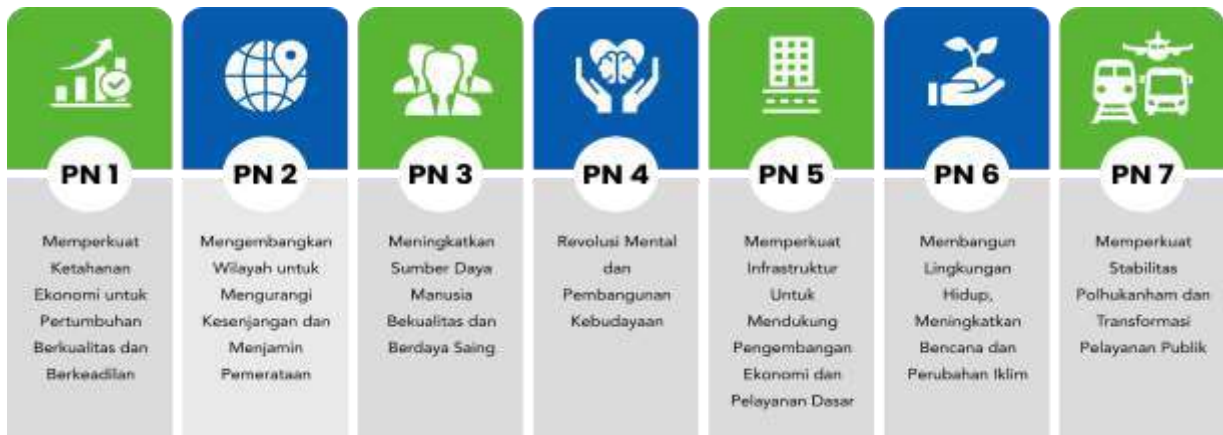 PN 1
Memperkuat
Ketahanan
Ekonomi untuk
Pertumbuhan
Berkualitas dan
Berkeadilan
PN 2
Mengembangkan
Wilayah untuk
Mengurangi
Kesenjangan dan
Menjamin
Pemerataan
PN 3
Meningkatkan
Sumber Daya
Manusia
Bekualitas dan
Berdaya Saing
PN 4
Revolusi Mental
dan
Pembangunan
Kebudayaan
PN 5
Memperkuat
Infrastruktur
Untuk
Mendukung
Pengembangan
Ekonomi dan
Pelayanan Dasar
PN 6
Membangun
Lingkungan
Hidup,
Meningkatkan
Bencana dan
Perubahan Iklim
PN 7
Memperkuat
Stabilitas
Polhukanham dan
Transformasi
Pelayanan Publik